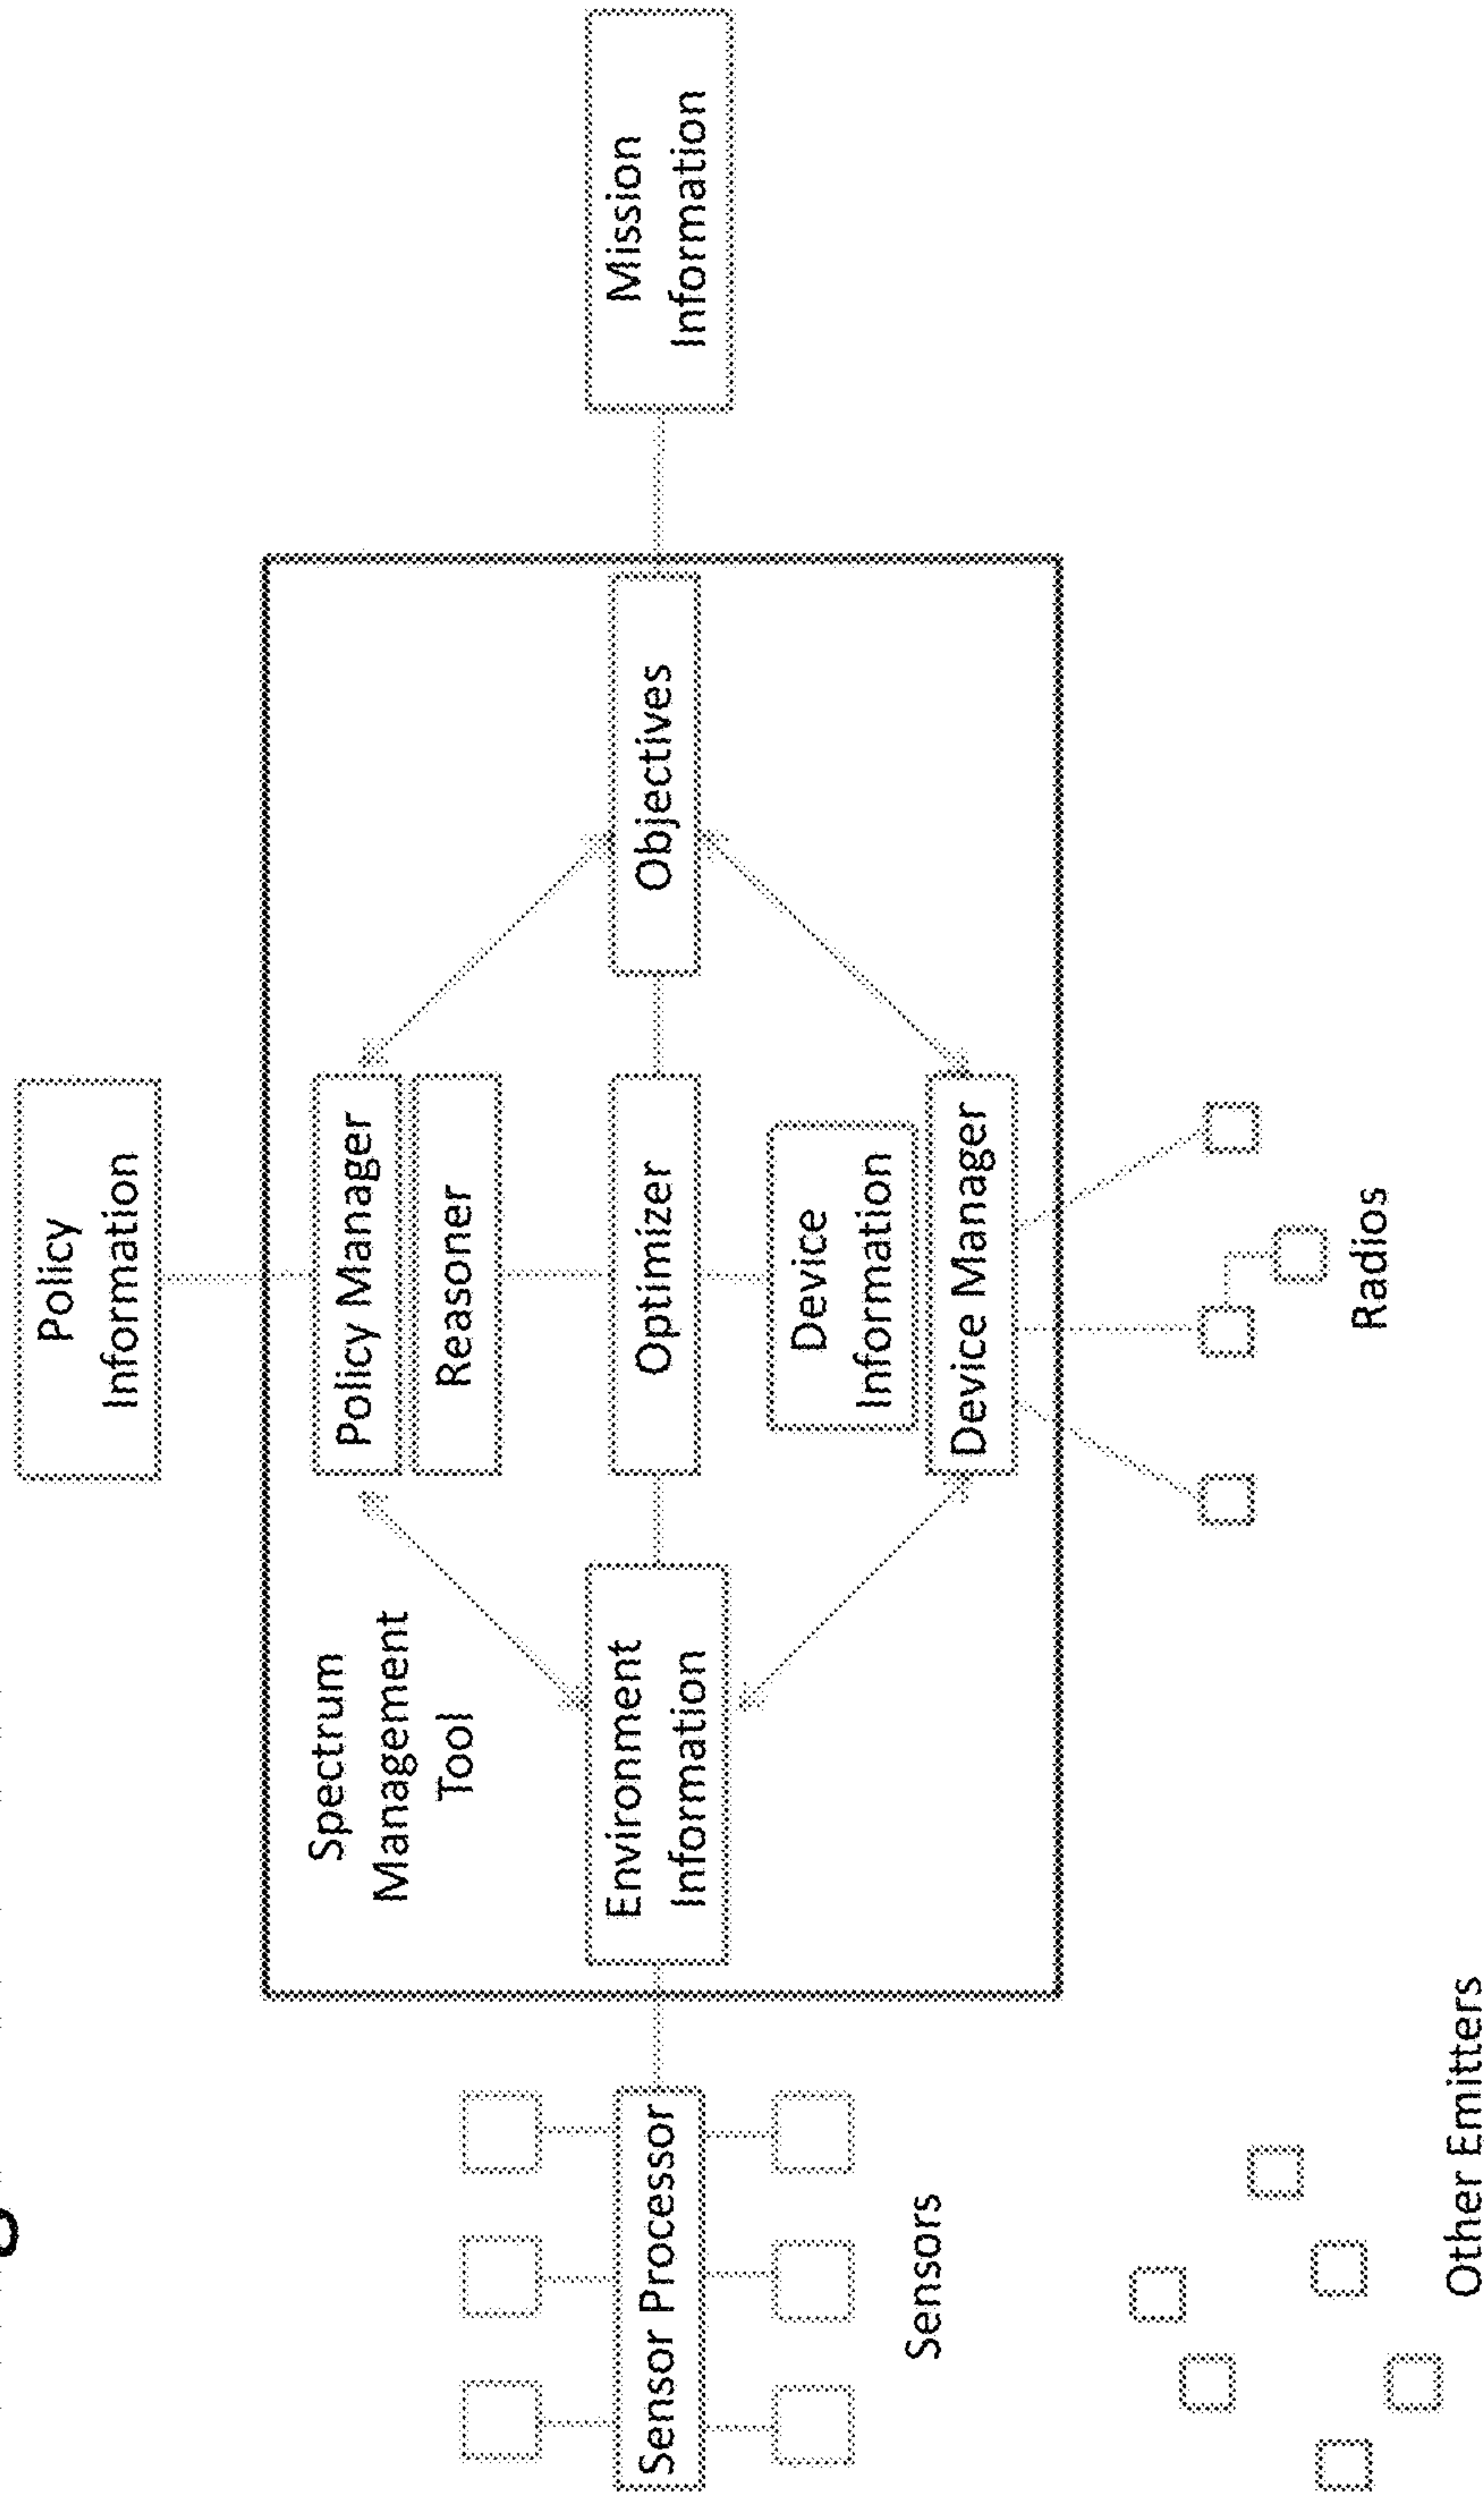 Policy
Information
Spectrum
Management
Tool
Policy Manager
Reasoner
Sensor Processor
Environment
Information
Optimizer
Objectives
Mission
Information
Device
Information
Device Manager
Sensors
Radios
Other Emitters